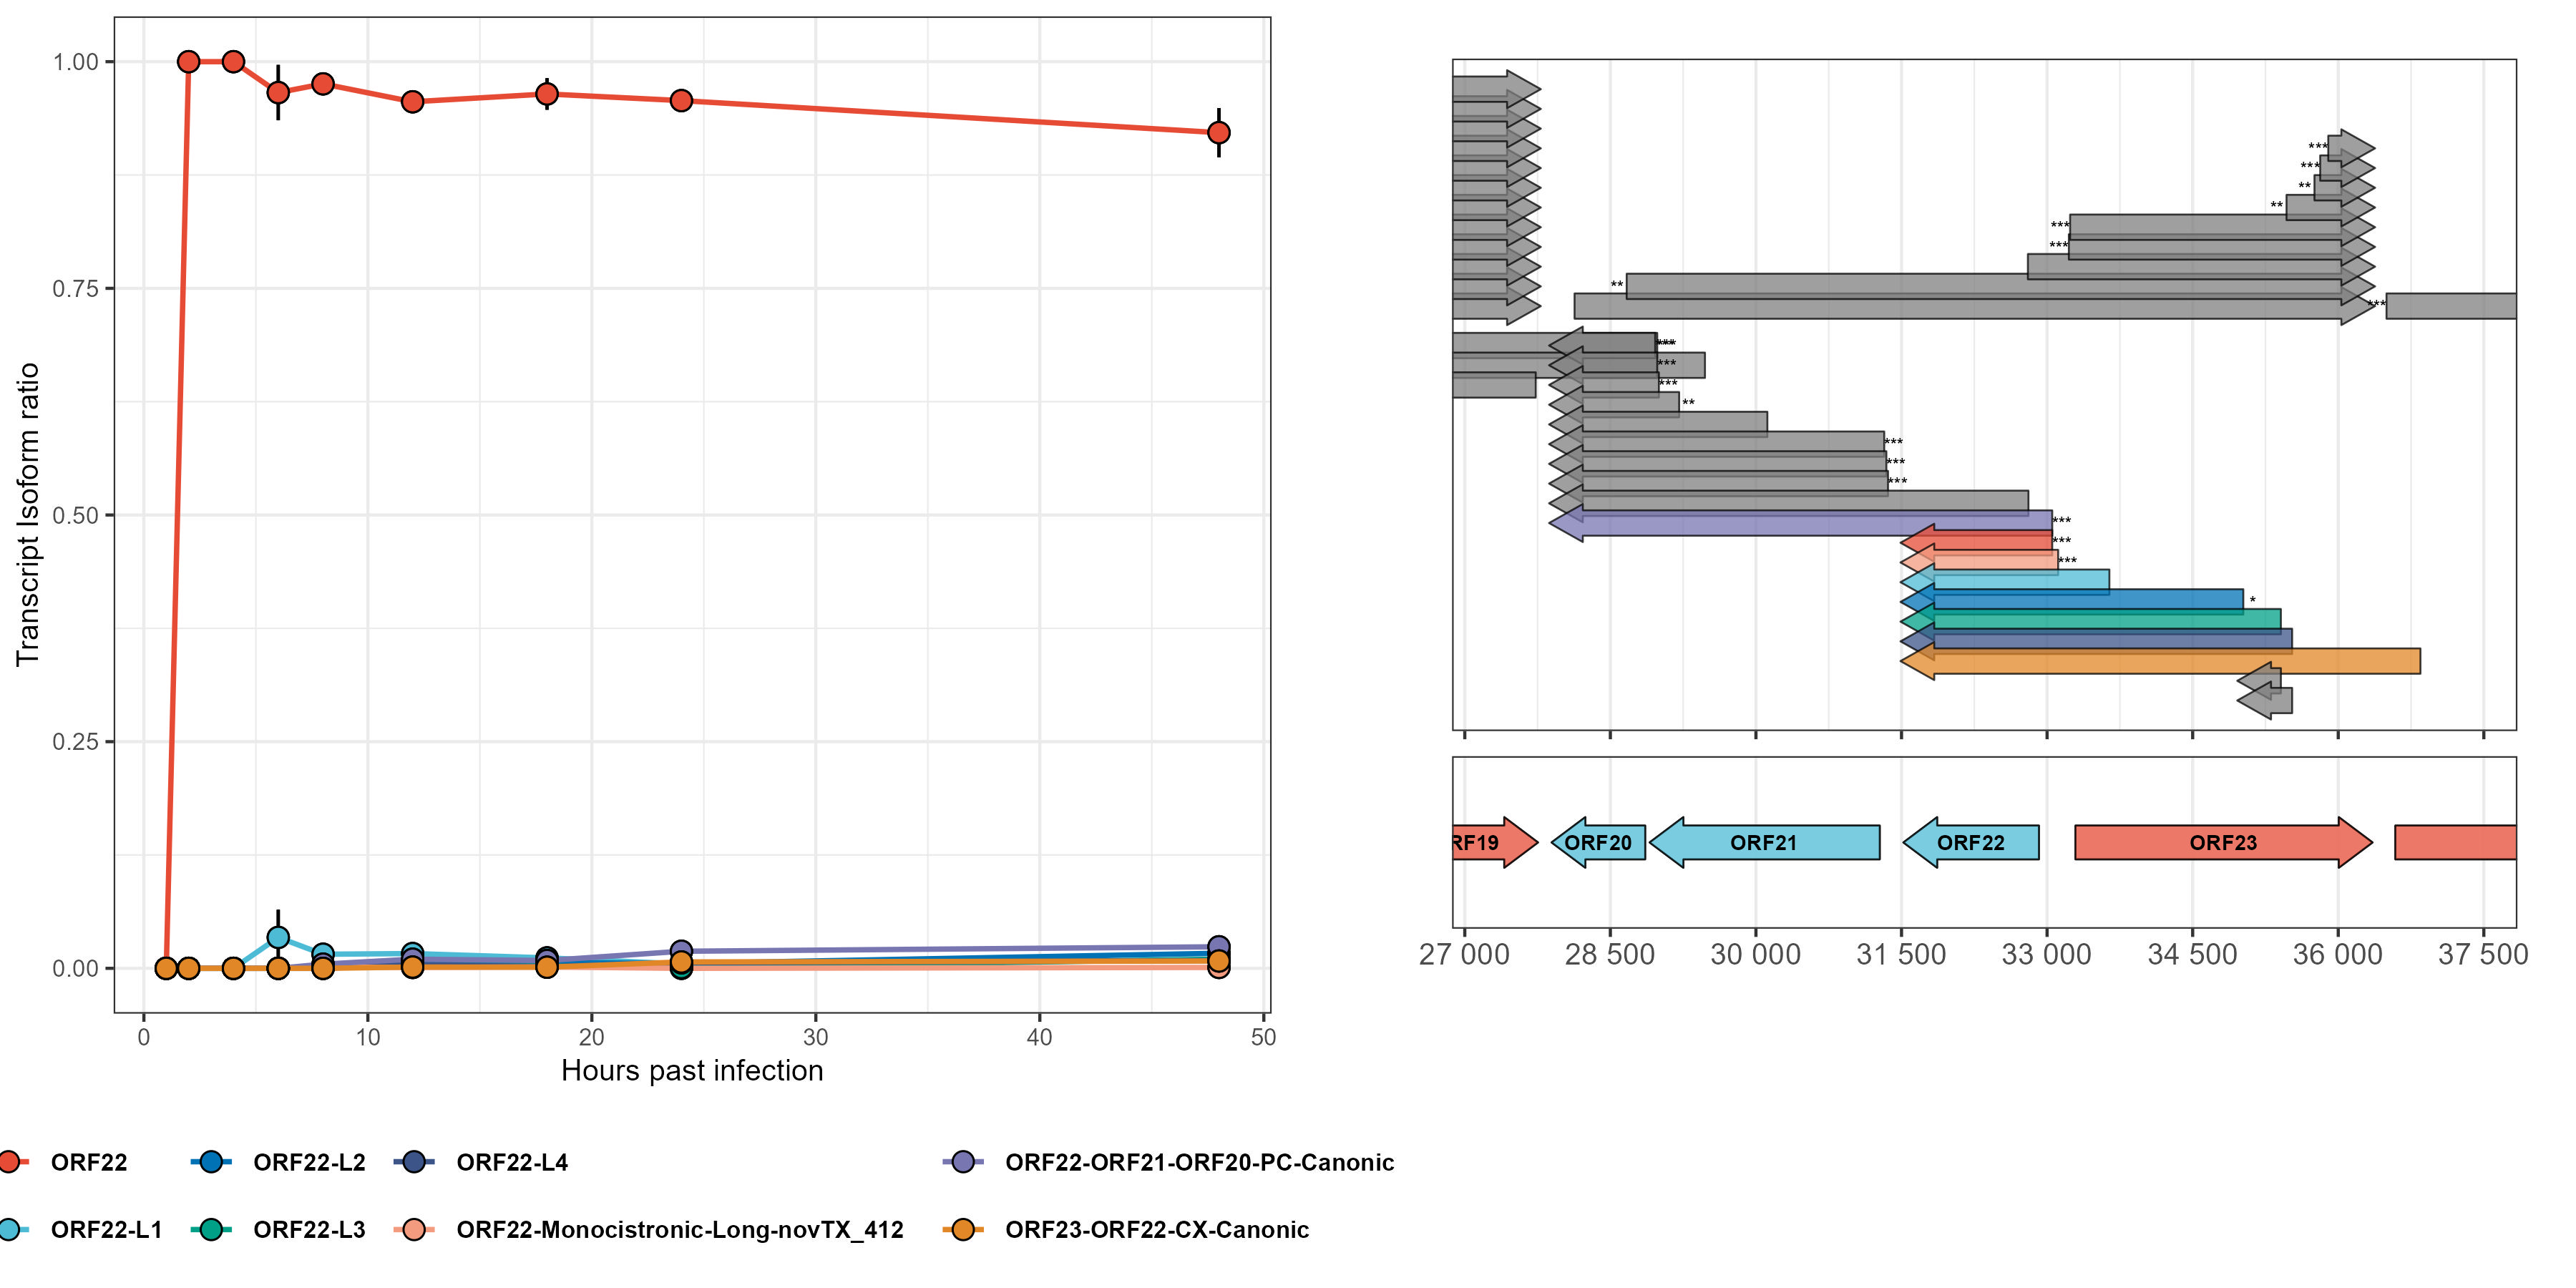 Transcript Isoform ratio
1.00
0.75
0.50
0.25
0.00
0
10
20
30
40
50
Hours past infection
***
***
**
**
***
***
**
***
***
***
***
**
***
***
***
***
***
***
*
RF19
ORF20
ORF21
ORF22
ORF23
27 000
28 500
30 000
31 500
33 000
34 500
36 000
37 500
ORF22
ORF22-L2
ORF22-L4
ORF22-ORF21-ORF20-PC-Canonic
ORF22-L1
ORF22-L3
ORF22-Monocistronic-Long-novTX_412
ORF23-ORF22-CX-Canonic